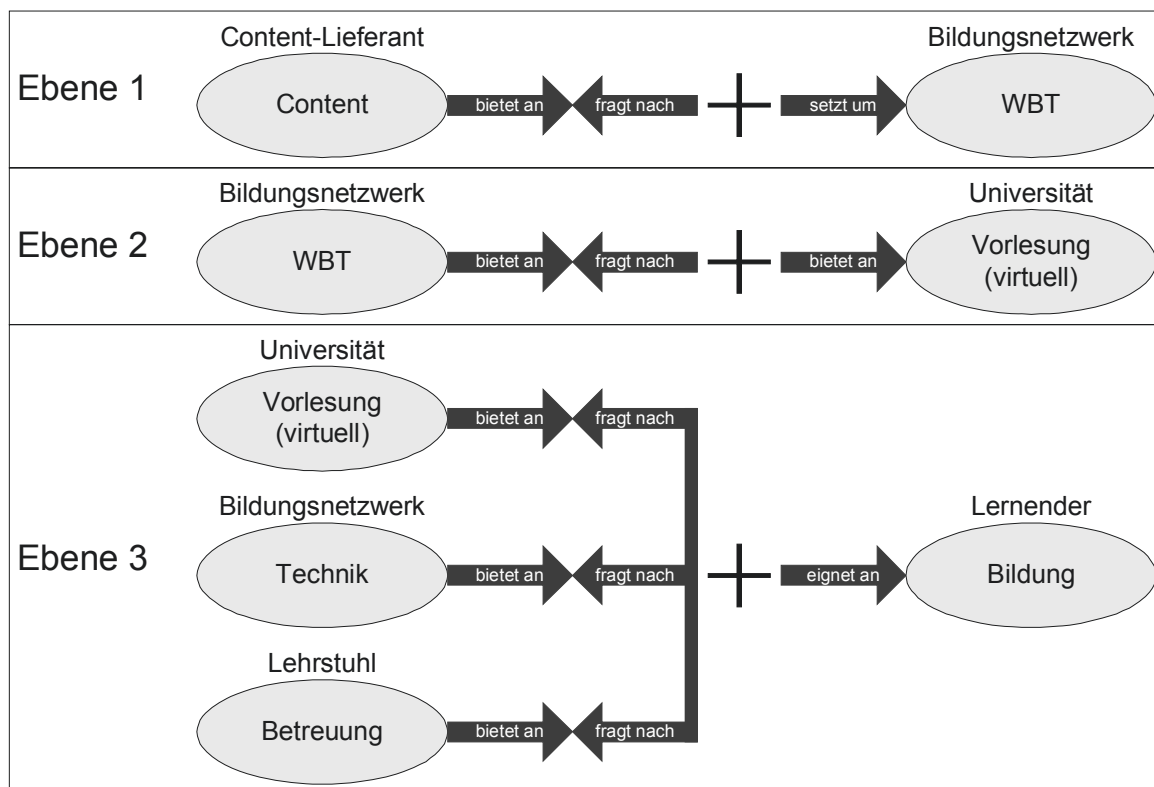 Content-Lieferant
Bildungsnetzwerk
Ebene 1
Content
bietet an
fragt nach
setzt um
WBT
Bildungsnetzwerk
Universität
Ebene 2
WBT
bietet an
fragt nach
bietet an
Vorlesung
(virtuell)
Universität
Vorlesung
(virtuell)
bietet an
fragt nach
Bildungsnetzwerk
Lernender
Ebene 3
Technik
bietet an
fragt nach
eignet an
Bildung
Lehrstuhl
Betreuung
bietet an
fragt nach